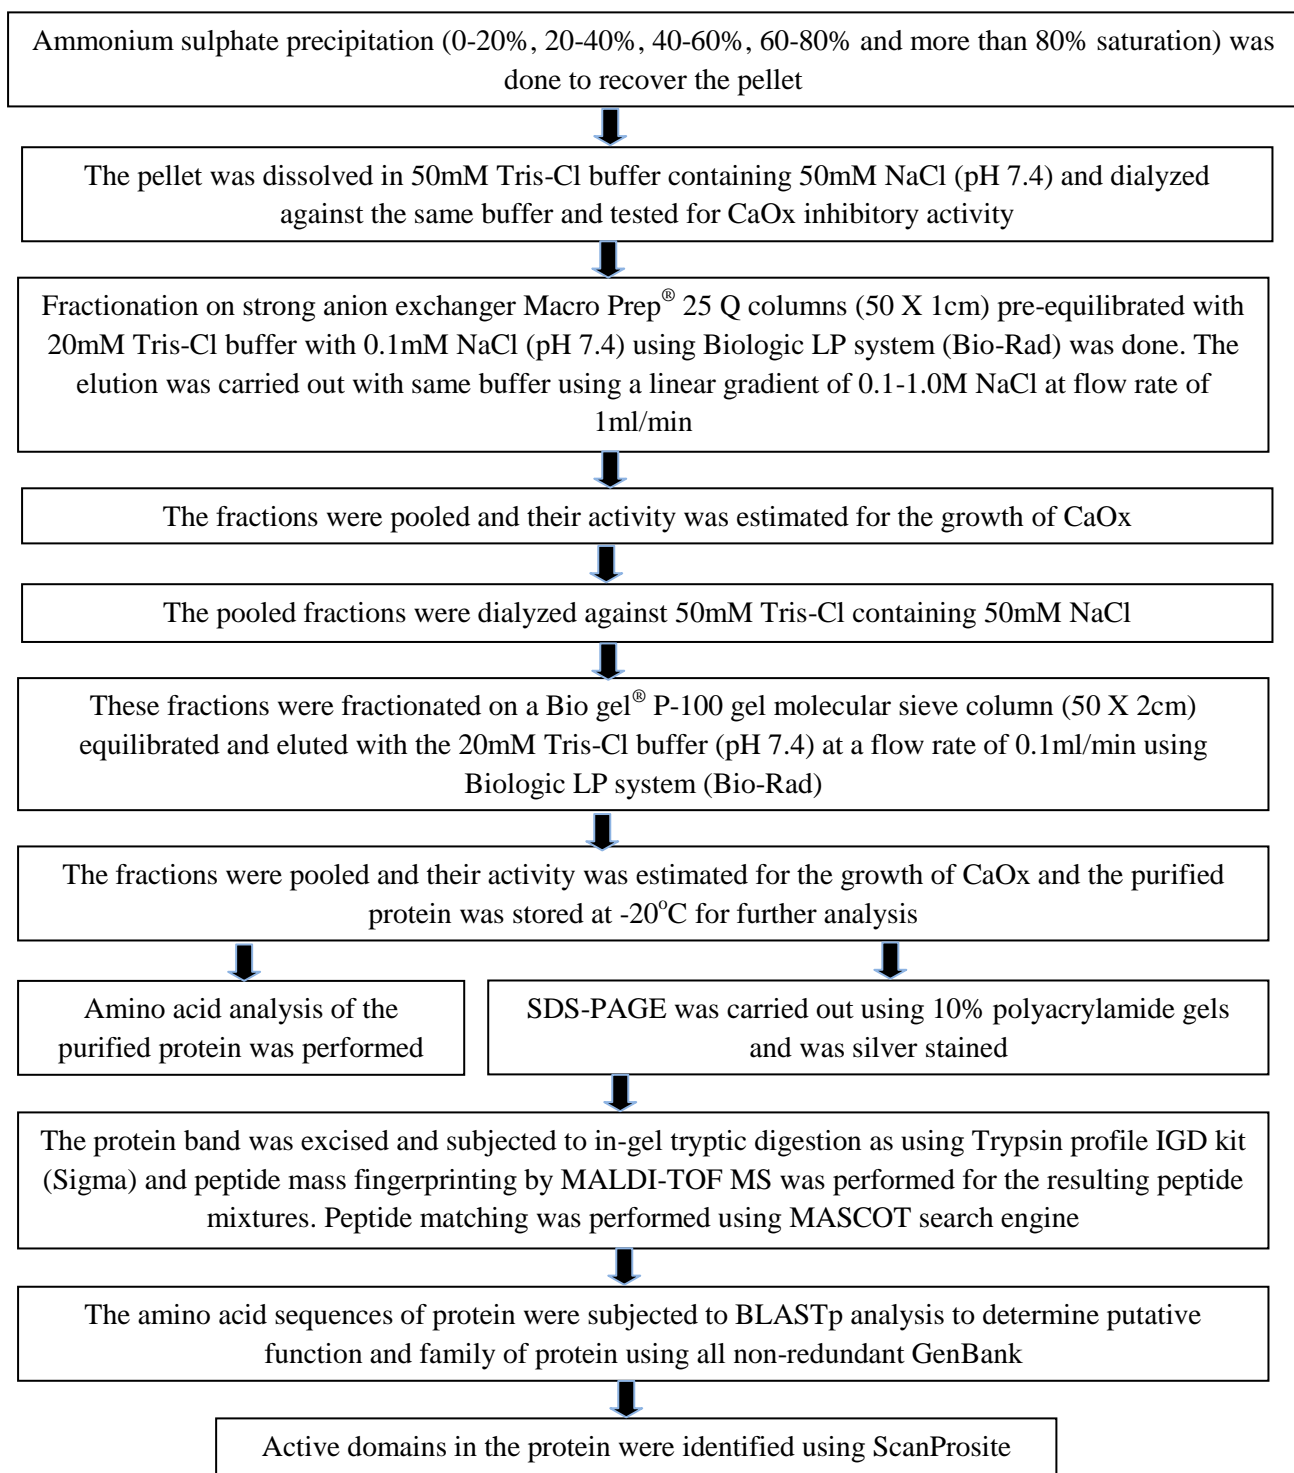 Ammonium sulphate precipitation (0-20%, 20-40%, 40-60%, 60-80% and more than 80% saturation) was
done to recover the pellet
The pellet was dissolved in 50mM Tris-Cl buffer containing 50mM NaCl (pH 7.4) and dialyzed
against the same buffer and tested for CaOx inhibitory activity
Fractionation on strong anion exchanger Macro Prep® 25 Q columns (50 X 1cm) pre-equilibrated with
20mM Tris-Cl buffer with 0.1mM NaCl (pH 7.4) using Biologic LP system (Bio-Rad) was done. The
elution was carried out with same buffer using a linear gradient of 0.1-1.0M NaCl at flow rate of
1ml/min
The fractions were pooled and their activity was estimated for the growth of CaOx
The pooled fractions were dialyzed against 50mM Tris-Cl containing 50mM NaCl
These fractions were fractionated on a Bio gel® P-100 gel molecular sieve column (50 X 2cm)
equilibrated and eluted with the 20mM Tris-Cl buffer (pH 7.4) at a flow rate of 0.1ml/min using
Biologic LP system (Bio-Rad)
The fractions were pooled and their activity was estimated for the growth of CaOx and the purified
protein was stored at -20°C for further analysis
Amino acid analysis of the
purified protein was performed
SDS-PAGE was carried out using 10% polyacrylamide gels
and was silver stained
The protein band was excised and subjected to in-gel tryptic digestion as using Trypsin profile IGD kit
(Sigma) and peptide mass fingerprinting by MALDI-TOF MS was performed for the resulting peptide
mixtures. Peptide matching was performed using MASCOT search engine
The amino acid sequences of protein were subjected to BLASTp analysis to determine putative
function and family of protein using all non-redundant GenBank
Active domains in the protein were identified using ScanProsite